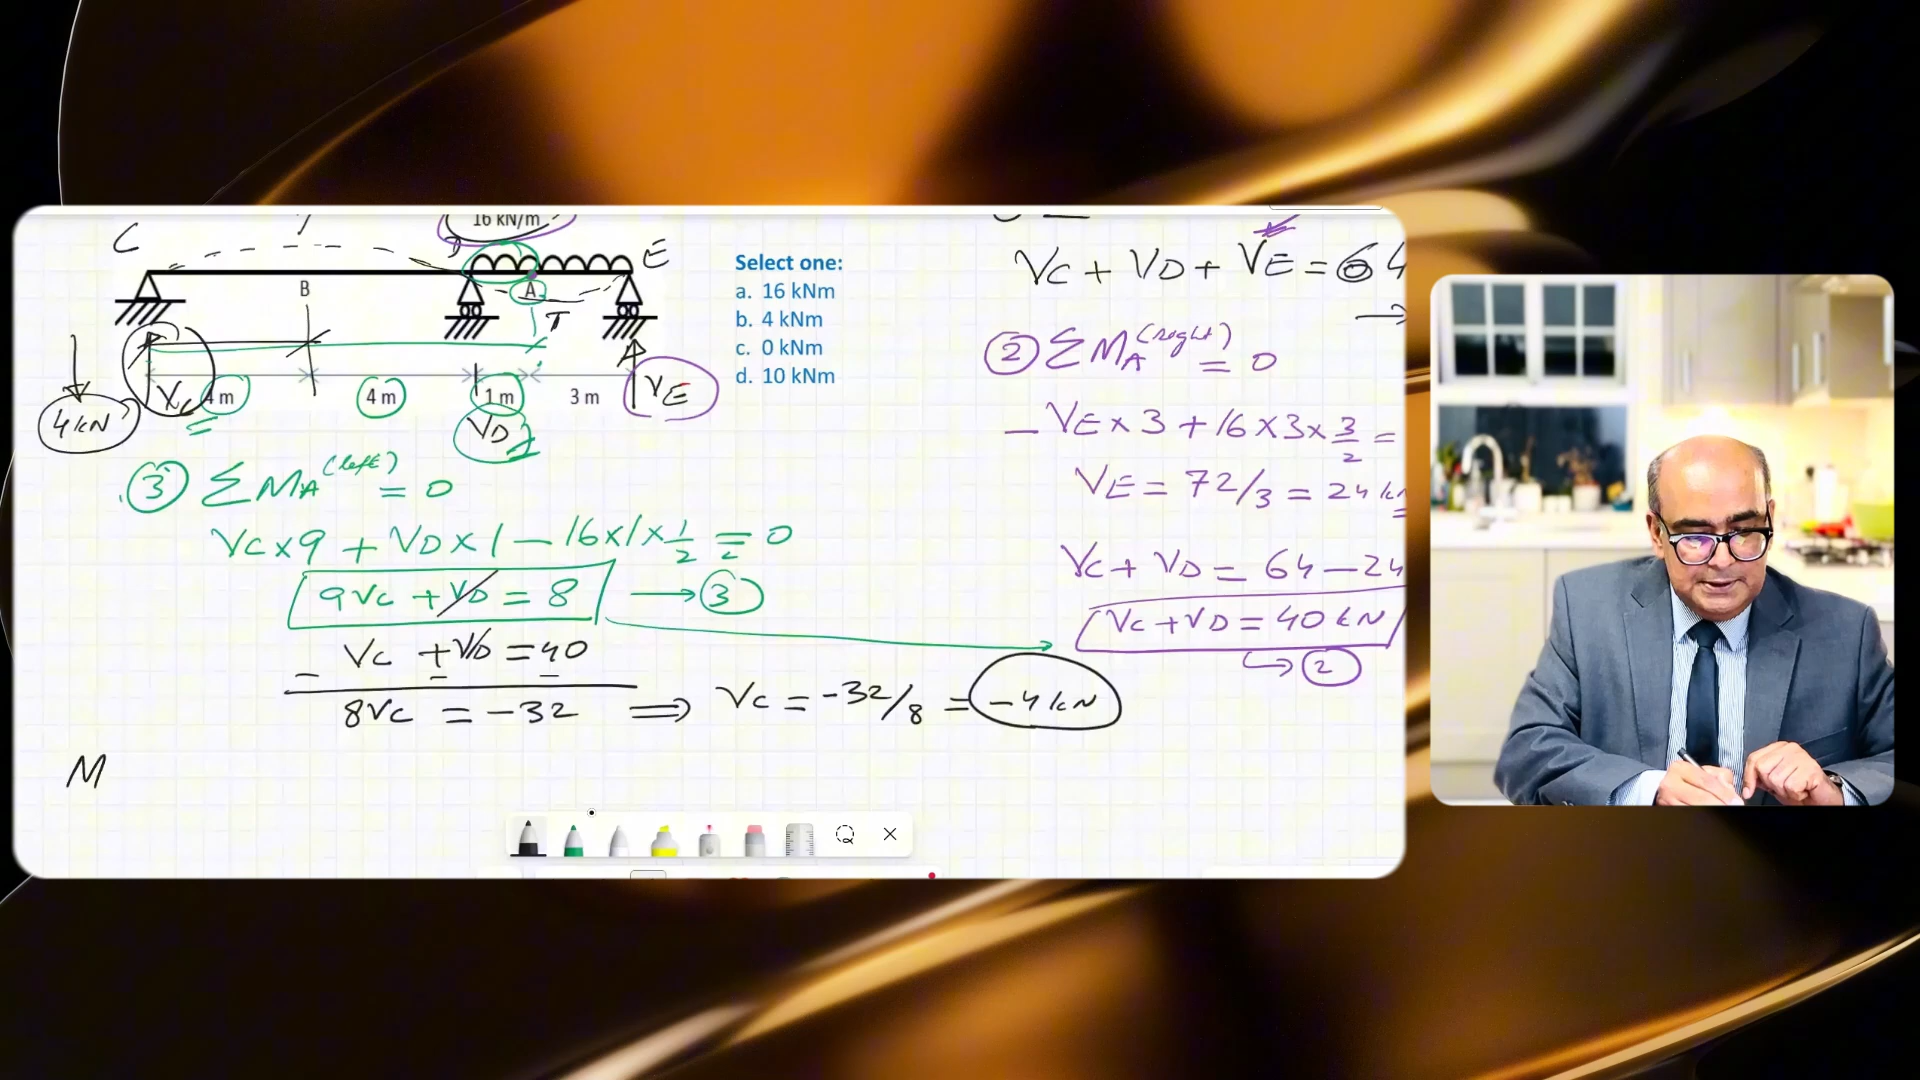 16 kN/m
C
D
E
B
A
T
4 kN
Vc
4 m
4 m
1 m
VD
3 m
VE
Select one:
a. 16 kNm
b. 4 kNm
c. 0 kNm
d. 10 kNm
Vc + VD + VE = 64
② ΣMA (right) = 0
- VE × 3 + 16 × 3 × 3/2 =
VE = 72/3 = 24 k
Vc + VD = 64 - 24
Vc + VD = 40 kN
↳ ②
③ ΣMA (left) = 0
Vc × 9 + VD × 1 - 16 × 1 × 1/2 = 0
9Vc + VD = 8 → ③
- Vc + VD = 40
8Vc = -32 ⇒ Vc = -32/8 = -4 kN
M